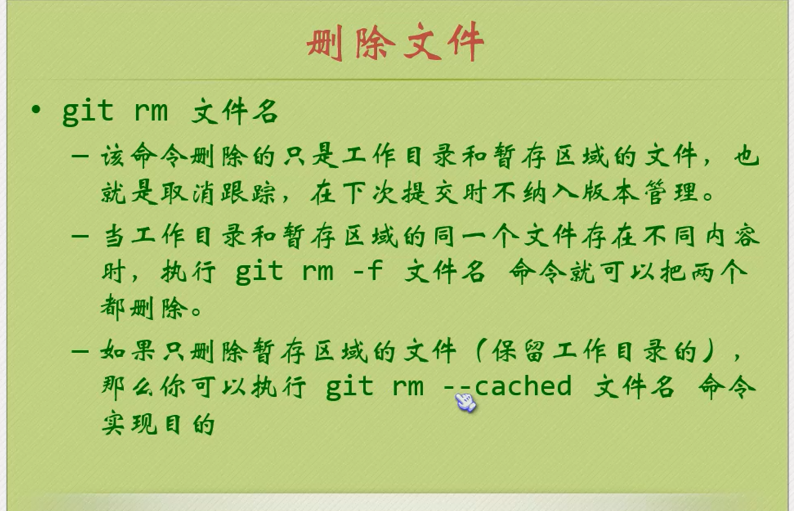 删除文件
• git rm 文件名
– 该命令删除的只是工作目录和暂存区域的文件，也
就是取消跟踪，在下次提交时不纳入版本管理。
– 当工作目录和暂存区域的同一个文件存在不同内容
时，执行 git rm -f 文件名 命令就可以把两个
都删除。
– 如果只删除暂存区域的文件（保留工作目录的），
那么你可以执行 git rm --cached 文件名 命令
实现目的